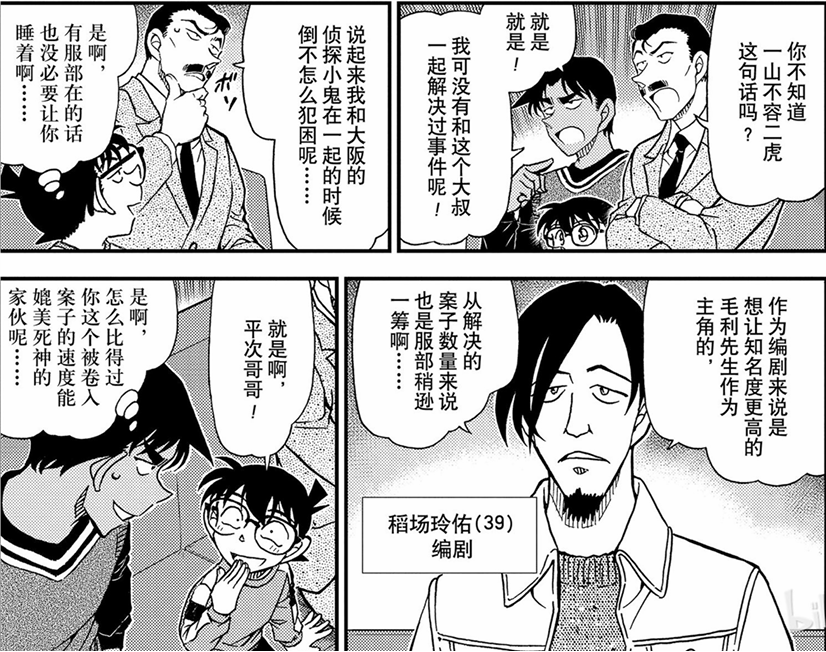 你不知道
一山不容二虎
这句话吗？
就是
就是！
我可没有和这个大叔
一起解决过事件呢！
说起来我和大阪的
侦探小鬼在一起的时候
倒不怎么犯困呢……
ボソ
是啊，
有服部在的话
也没必要让你
睡着啊……
作为编剧来说是
想让知名度更高的
毛利先生作为
主角的，
从解决的
案子数量来说
也是服部稍逊
一筹啊……
稻场玲佑(39)
编剧
就是啊，
平次哥哥！
是啊，
怎么比得过
你这个被卷入
案子的速度能
媲美死神的
家伙呢……